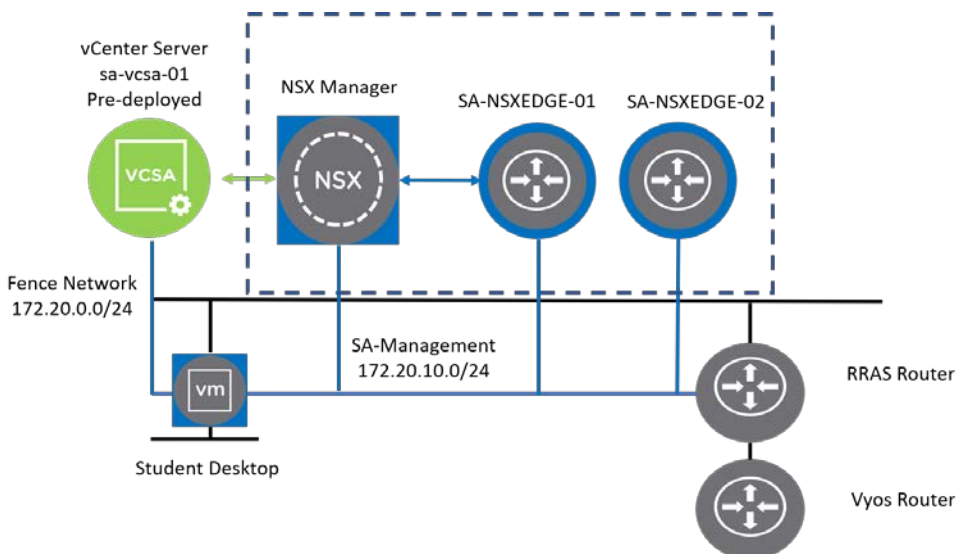 vCenter Server
sa-vcsa-01
Pre-deployed
NSX Manager
SA-NSXEDGE-01
SA-NSXEDGE-02
VCSA
NSX
Fence Network
172.20.0.0/24
SA-Management
172.20.10.0/24
vm
RRAS Router
Student Desktop
Vyos Router